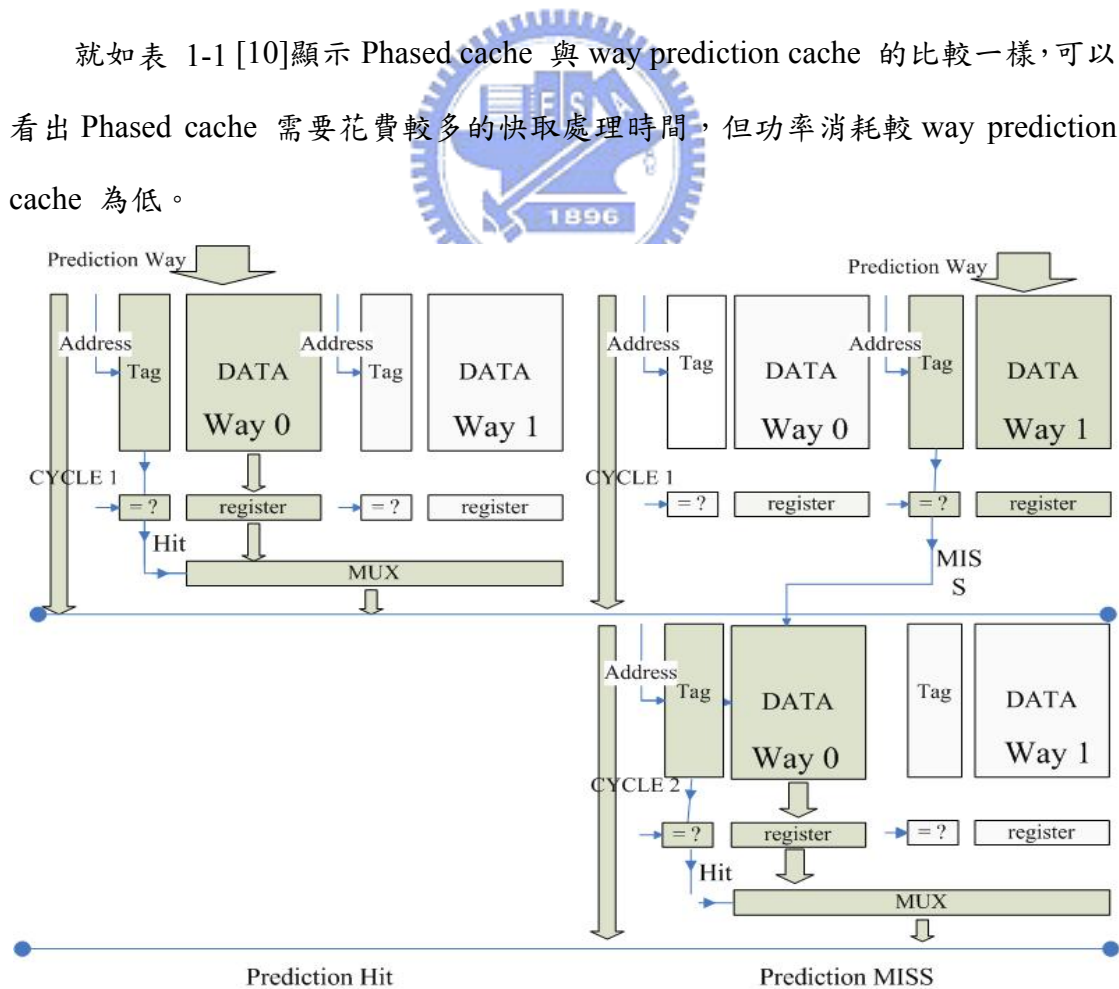 就如表 1-1 [10]顯示 Phased cache 與 way prediction cache 的比較一樣，可以
看出 Phased cache 需要花費較多的快取處理時間，但功率消耗較 way prediction
cache 為低。
E S A
1896
Prediction Way
Address
Tag
DATA
Way 0
Address
Tag
DATA
Way 1
CYCLE 1
= ?
register
= ?
register
Hit
MUX
Prediction Way
Address
Tag
DATA
Way 0
Address
Tag
DATA
Way 1
CYCLE 1
= ?
register
= ?
register
MIS
S
Address
Tag
DATA
Way 0
Tag
DATA
Way 1
CYCLE 2
= ?
register
= ?
register
Hit
MUX
Prediction Hit
Prediction MISS